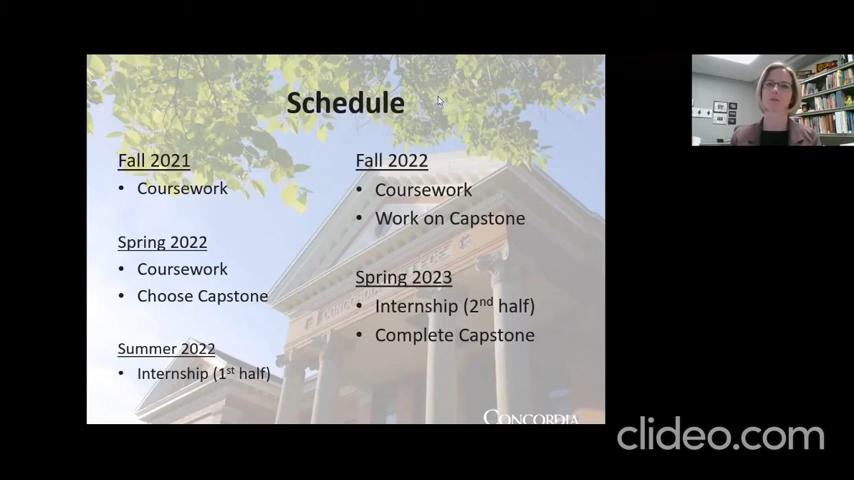 Schedule
Fall 2021
• Coursework
Spring 2022
• Coursework
• Choose Capstone
Summer 2022
• Internship (1st half)
Fall 2022
• Coursework
• Work on Capstone
Spring 2023
• Internship (2nd half)
• Complete Capstone
CONCORDIA
clideo.com